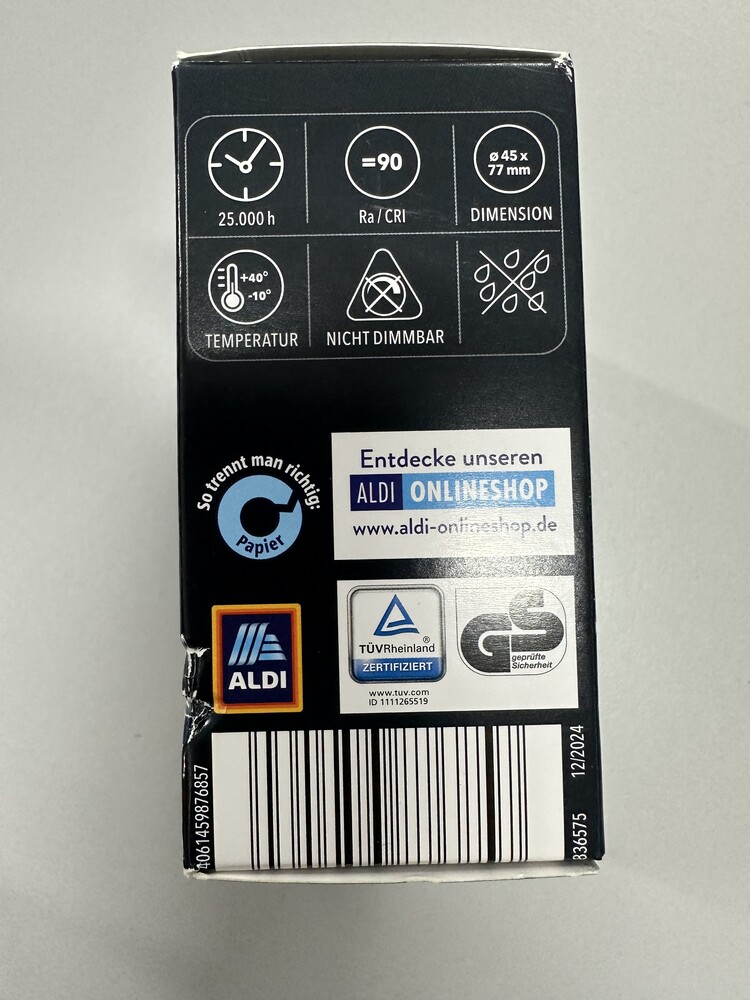 =90
ø 45 x
77 mm
25.000 h
Ra / CRI
DIMENSION
+40°
-10°
TEMPERATUR
NICHT DIMMBAR
So trennt man richtig:
Papier
Entdecke unseren
ALDI ONLINESHOP
www.aldi-onlineshop.de
ALDI
TÜVRheinland®
ZERTIFIZIERT
www.tuv.com
ID 1111265519
GS
geprüfte
Sicherheit
4061459876857
836575
12/2024